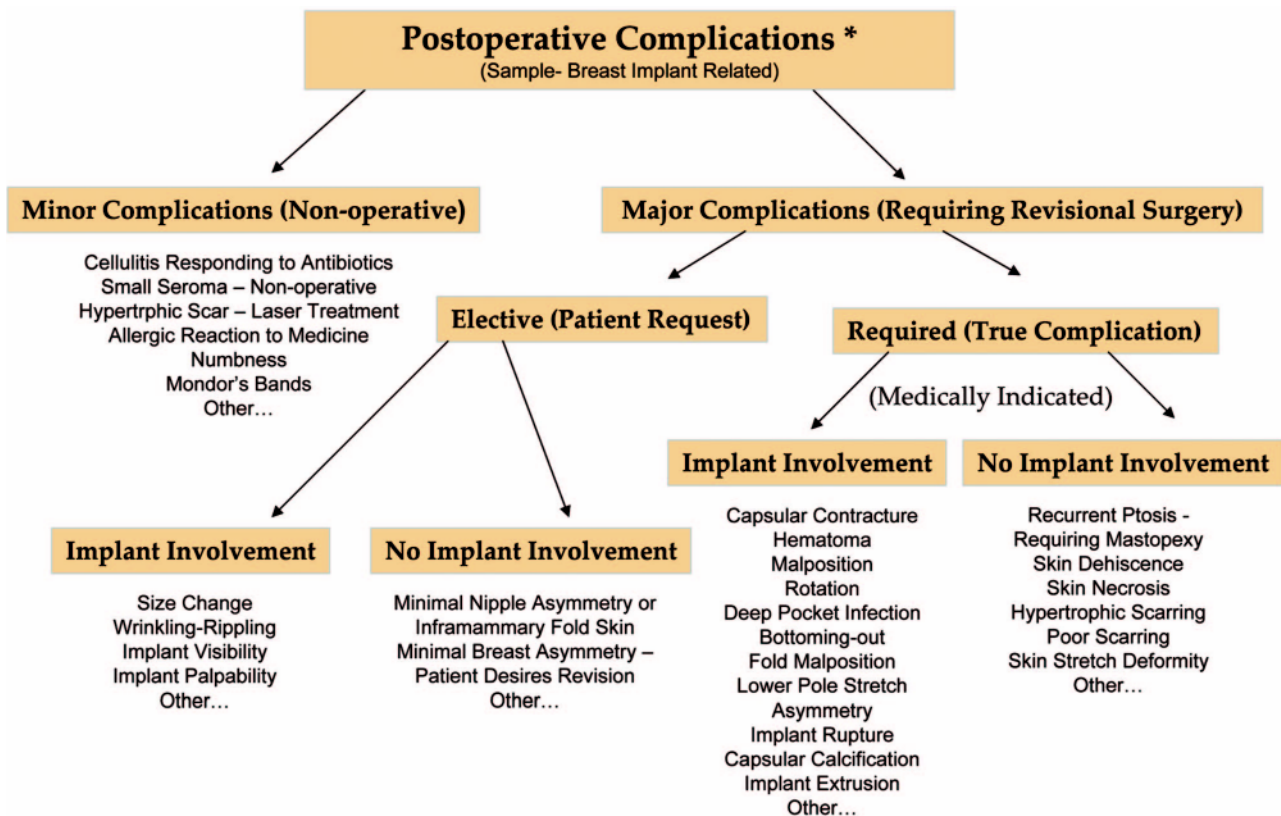 Postoperative Complications *
(Sample- Breast Implant Related)
Minor Complications (Non-operative)
Cellulitis Responding to Antibiotics
Small Seroma – Non-operative
Hypertrphic Scar – Laser Treatment
Allergic Reaction to Medicine
Numbness
Mondor's Bands
Other…
Major Complications (Requiring Revisional Surgery)
Elective (Patient Request)
Implant Involvement
Size Change
Wrinkling-Rippling
Implant Visibility
Implant Palpability
Other…
No Implant Involvement
Minimal Nipple Asymmetry or
Inframammary Fold Skin
Minimal Breast Asymmetry –
Patient Desires Revision
Other…
Required (True Complication)
(Medically Indicated)
Implant Involvement
Capsular Contracture
Hematoma
Malposition
Rotation
Deep Pocket Infection
Bottoming-out
Fold Malposition
Lower Pole Stretch
Asymmetry
Implant Rupture
Capsular Calcification
Implant Extrusion
Other…
No Implant Involvement
Recurrent Ptosis -
Requiring Mastopexy
Skin Dehiscence
Skin Necrosis
Hypertrophic Scarring
Poor Scarring
Skin Stretch Deformity
Other…